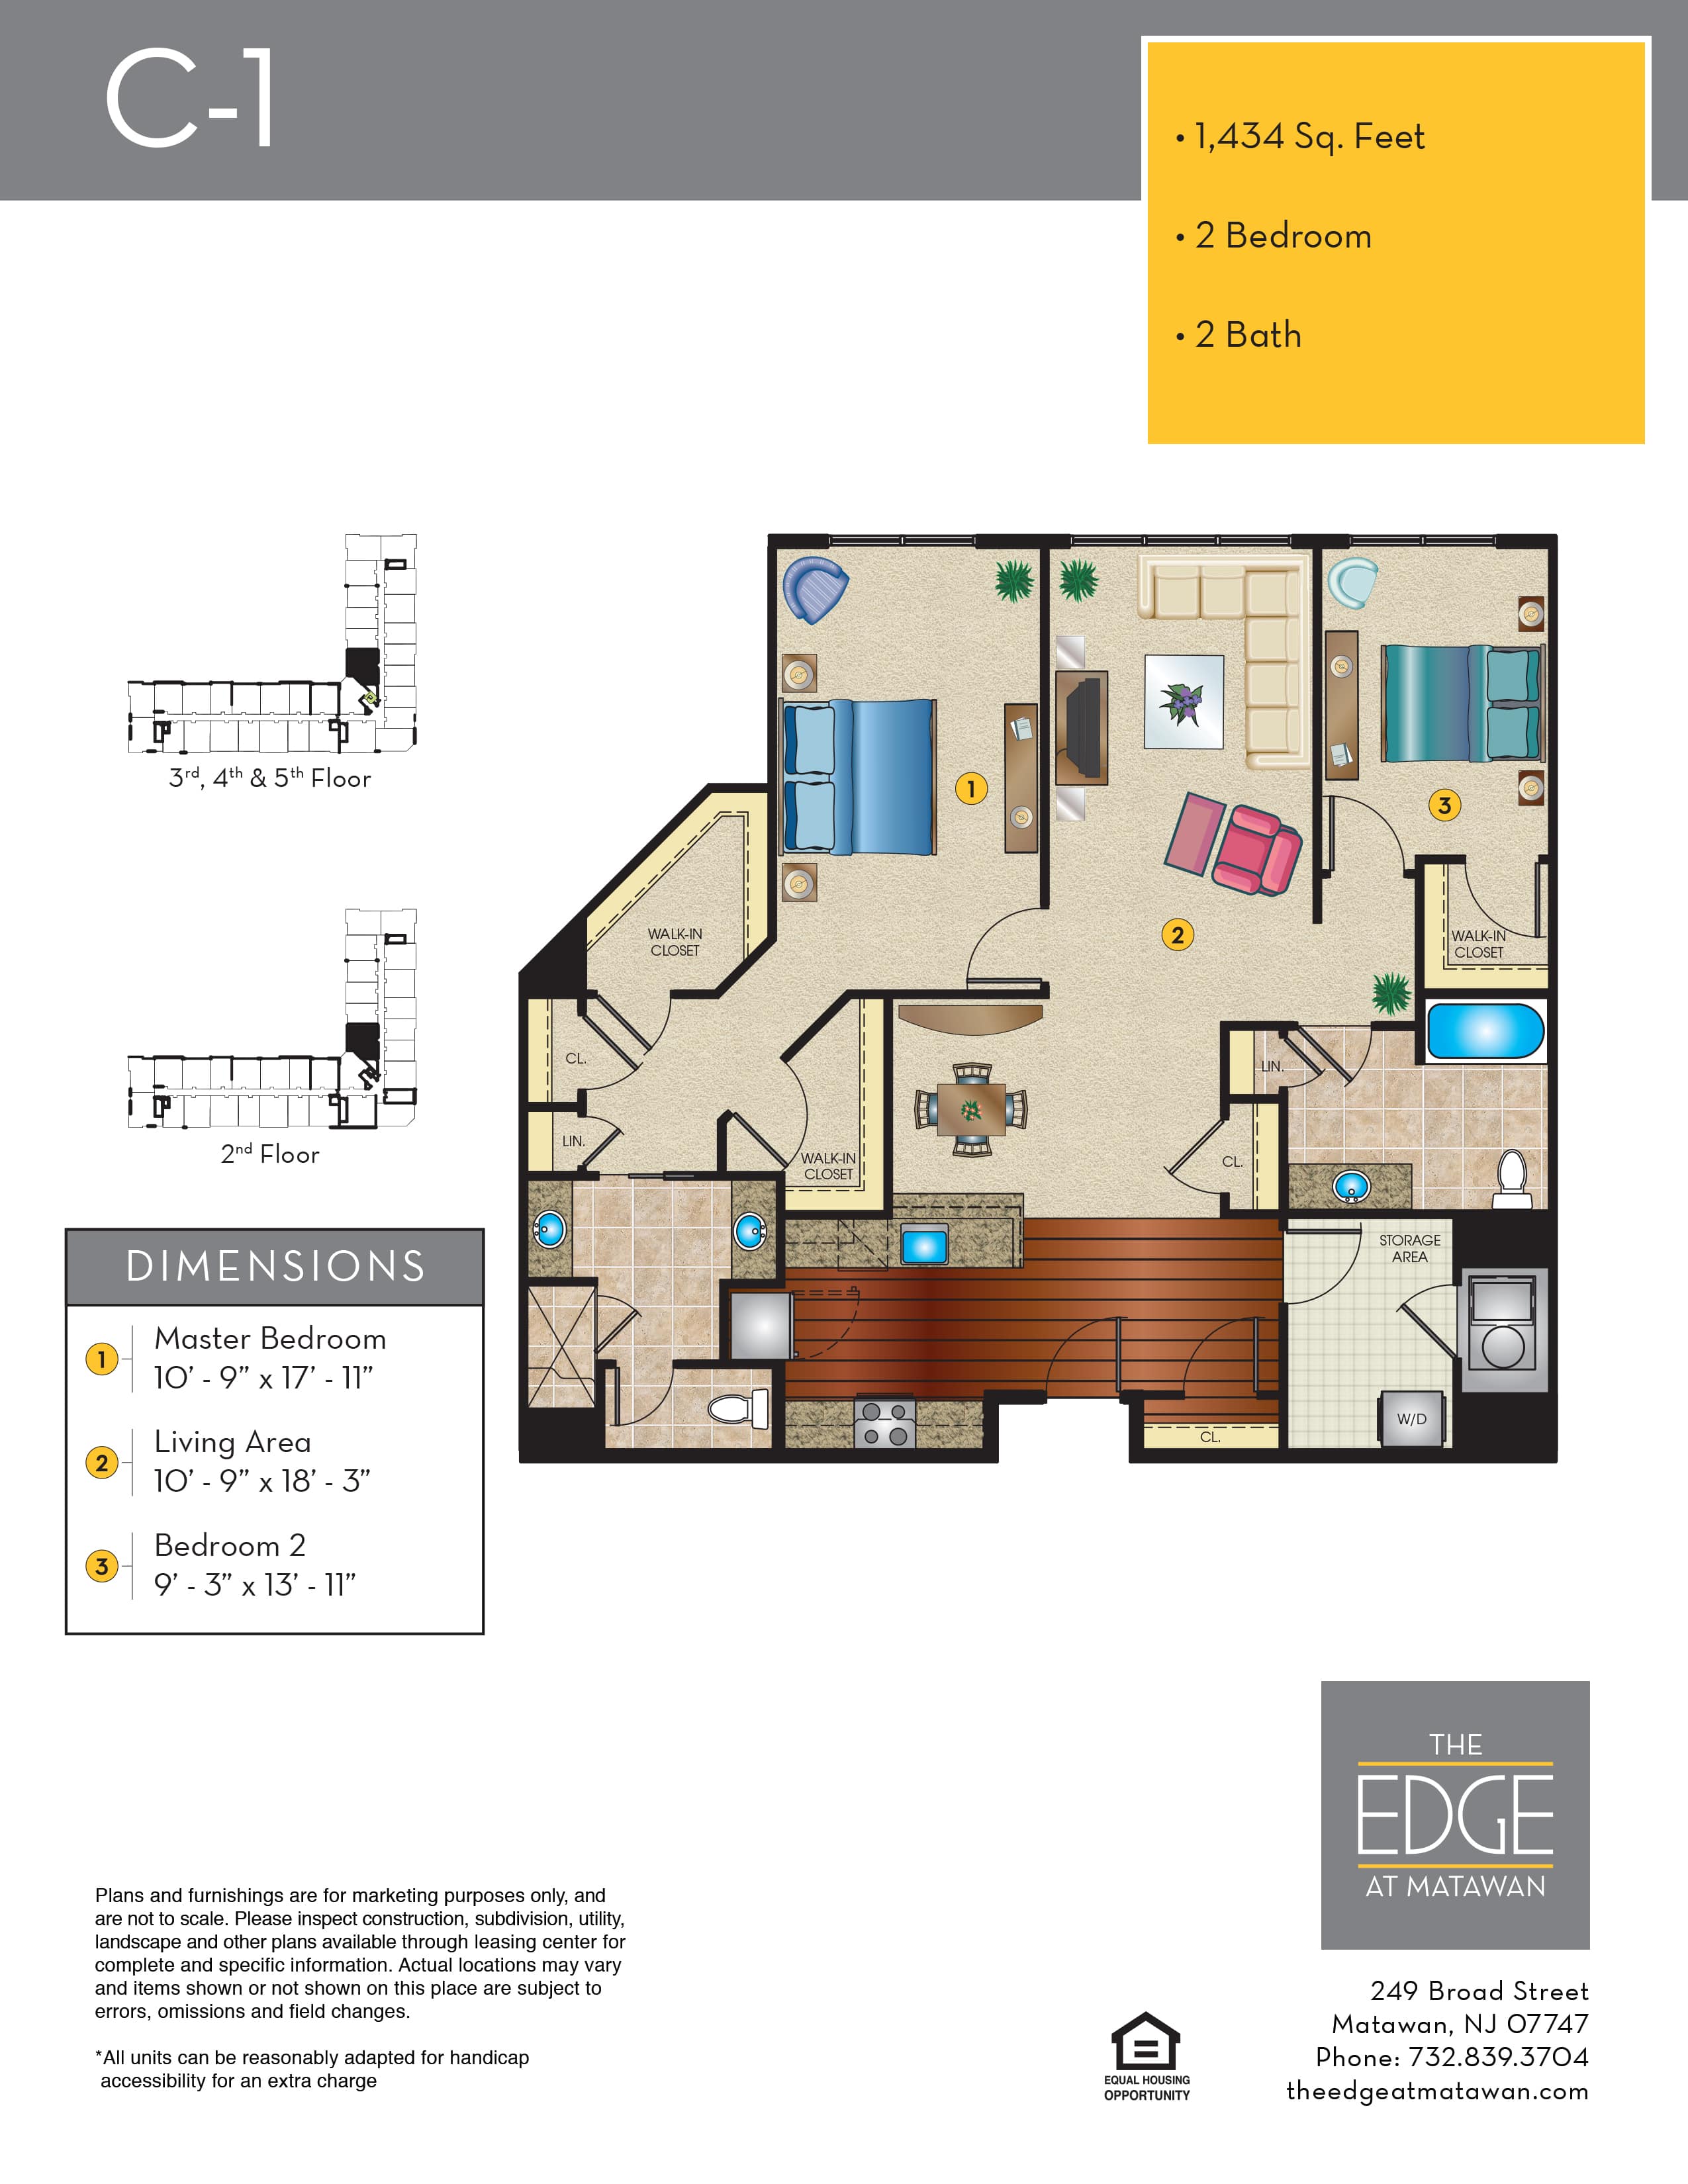 C-1
• 1,434 Sq. Feet
• 2 Bedroom
• 2 Bath
3rd, 4th & 5th Floor
2nd Floor
DIMENSIONS
1
Master Bedroom
10’ - 9” x 17’ - 11”
2
Living Area
10’ - 9” x 18’ - 3”
3
Bedroom 2
9’ - 3” x 13’ - 11”
1
3
2
WALK-IN
CLOSET
WALK-IN
CLOSET
CL.
LIN.
LIN.
WALK-IN
CLOSET
CL.
STORAGE
AREA
W/D
CL.
THE
EDGE
AT MATAWAN
Plans and furnishings are for marketing purposes only, and
are not to scale. Please inspect construction, subdivision, utility,
landscape and other plans available through leasing center for
complete and specific information. Actual locations may vary
and items shown or not shown on this place are subject to
errors, omissions and field changes.
*All units can be reasonably adapted for handicap
accessibility for an extra charge
EQUAL HOUSING
OPPORTUNITY
249 Broad Street
Matawan, NJ 07747
Phone: 732.839.3704
theedgeatmatawan.com